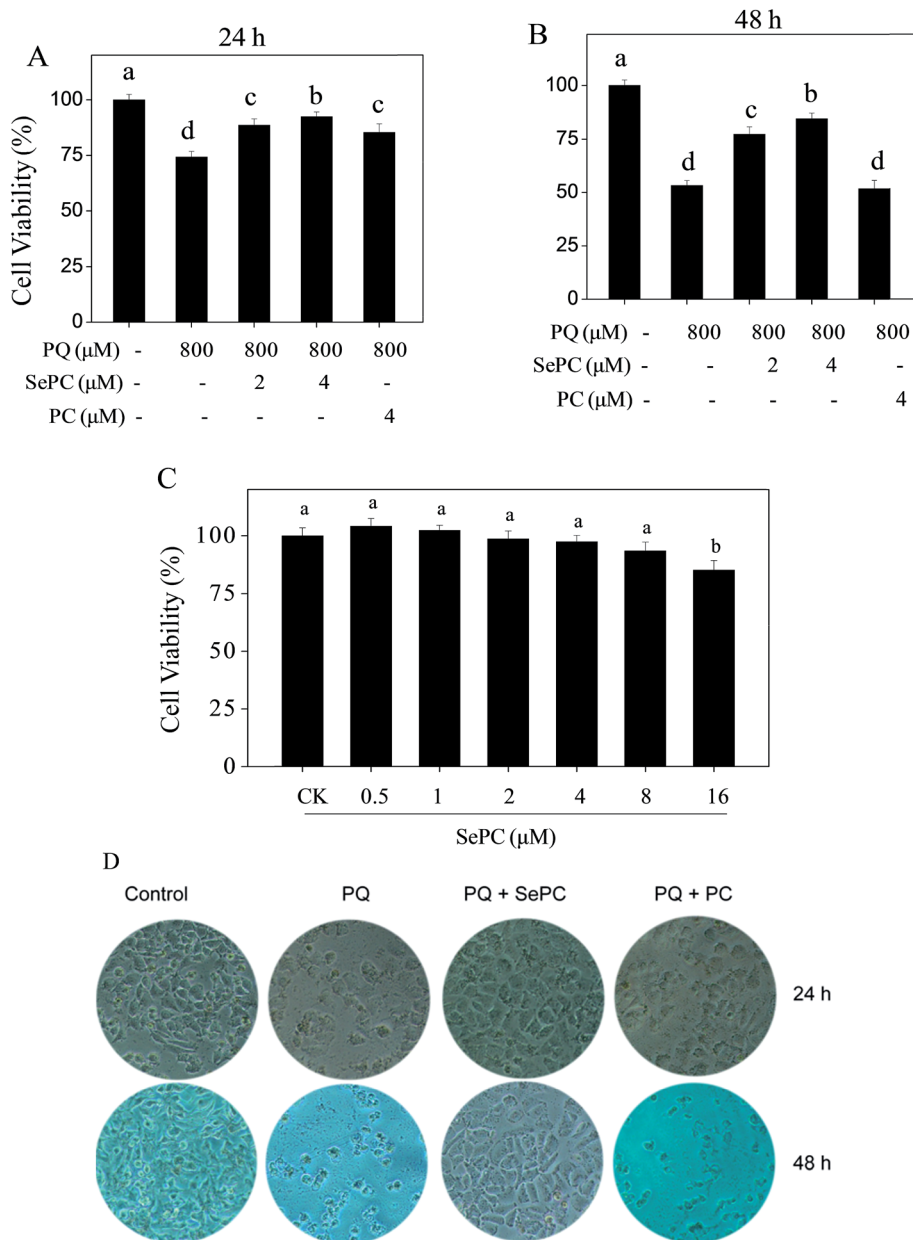 A
24 h
a
d
c
b
c
Cell Viability (%)
100
75
50
25
0
PQ (μM) - 800 800 800 800
SePC (μM) - - 2 4 -
PC (μM) - - - - 4
B
48 h
a
d
c
b
d
100
75
50
25
0
PQ (μM) - 800 800 800 800
SePC (μM) - - 2 4 -
PC (μM) - - - - 4
C
a a a a a a b
Cell Viability (%)
100
75
50
25
0
CK 0.5 1 2 4 8 16
SePC (μM)
D
Control PQ PQ + SePC PQ + PC
24 h
48 h